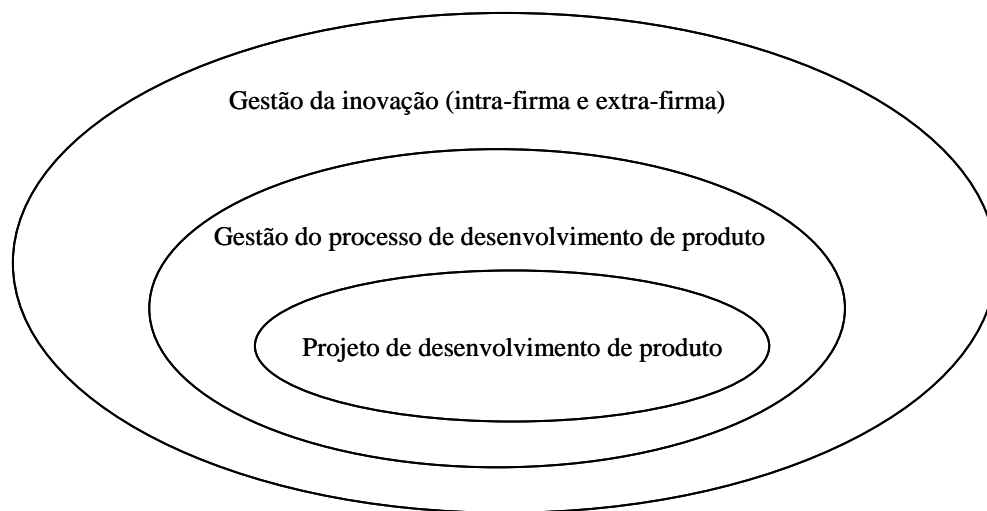 Gestão da inovação (intra-firma e extra-firma)
Gestão do processo de desenvolvimento de produto
Projeto de desenvolvimento de produto